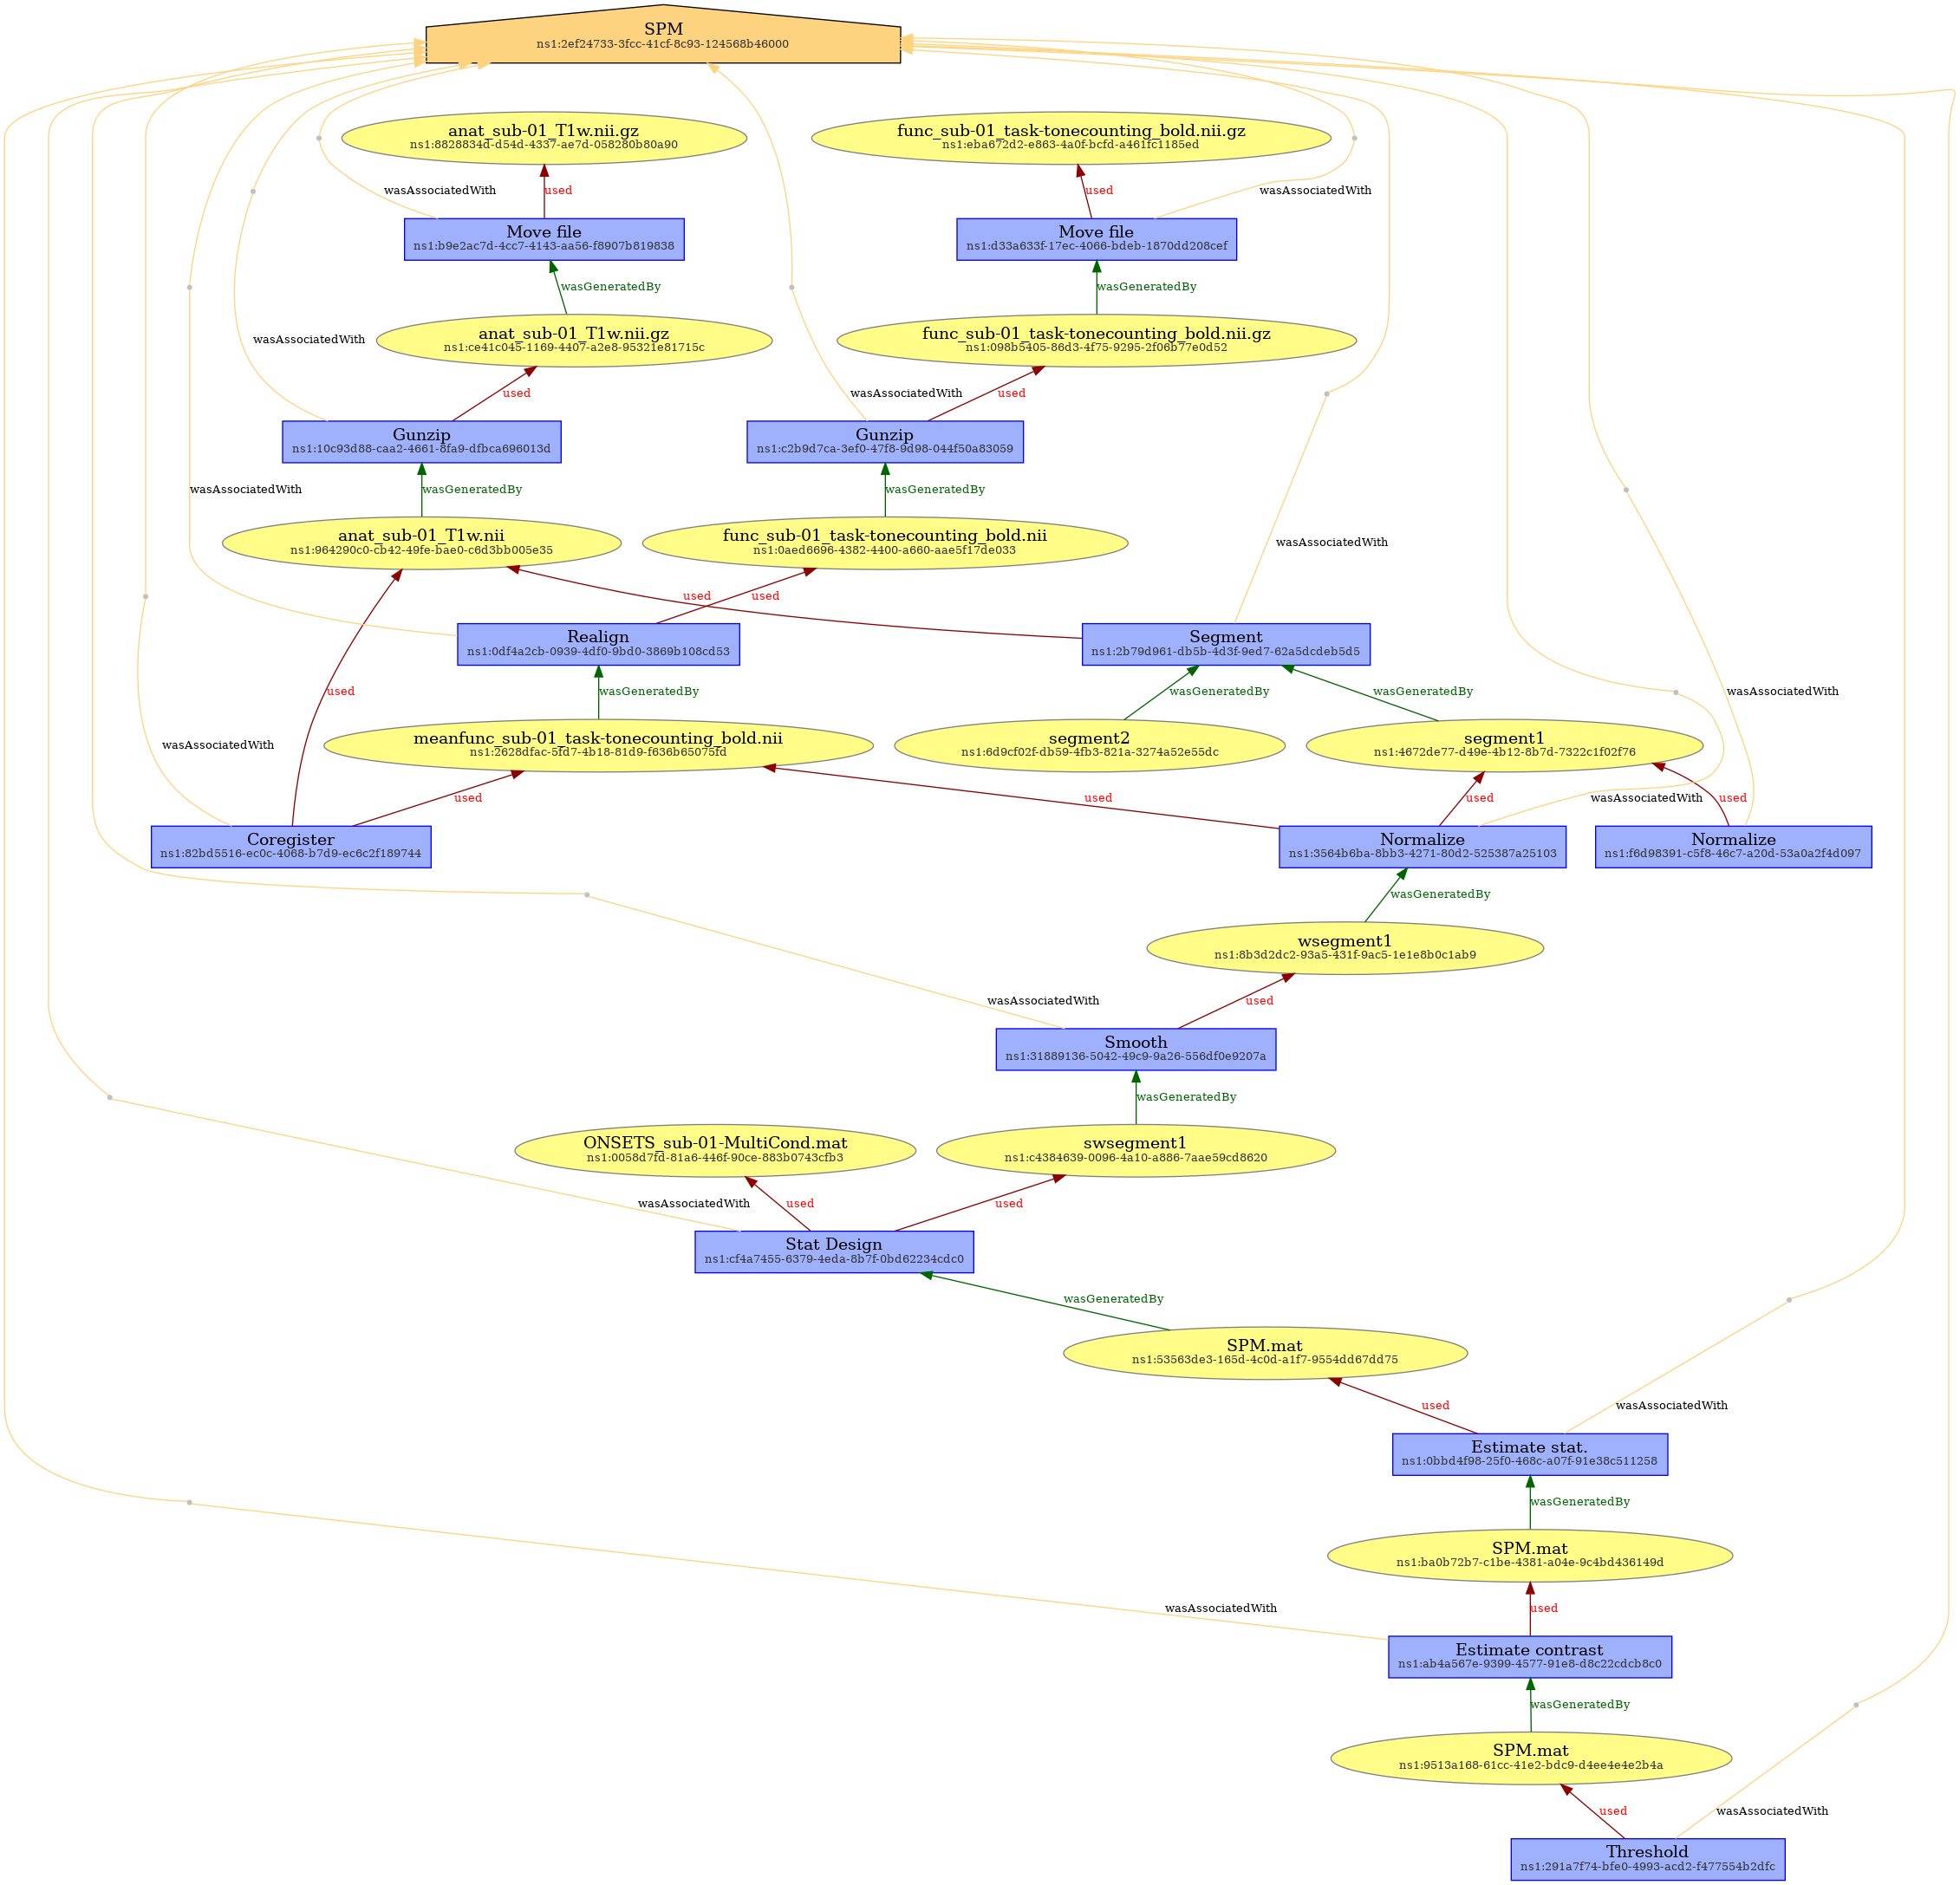 SPM
ns1:2ef24733-3fcc-41cf-8c93-124568b46000
anat_sub-01_T1w.nii.gz
ns1:8828834d-d54d-4337-ae7d-058280b80a90
func_sub-01_task-tonecounting_bold.nii.gz
ns1:eba672d2-e863-4a0f-bcfd-a461fc1185ed
wasAssociatedWith
used
used
wasAssociatedWith
Move file
ns1:b9e2ac7d-4cc7-4143-aa56-f8907b819838
Move file
ns1:d33a633f-17ec-4066-bdeb-1870dd208cef
wasGeneratedBy
wasGeneratedBy
anat_sub-01_T1w.nii.gz
ns1:ce41c045-1169-4407-a2e8-95321e81715c
func_sub-01_task-tonecounting_bold.nii.gz
ns1:098b5405-86d3-4f75-9295-2f06b77e0d52
wasAssociatedWith
used
wasAssociatedWith
used
Gunzip
ns1:10c93d88-caa2-4661-8fa9-dfbca696013d
Gunzip
ns1:c2b9d7ca-3ef0-47f8-9d98-044f50a83059
wasAssociatedWith
wasGeneratedBy
wasGeneratedBy
anat_sub-01_T1w.nii
ns1:964290c0-cb42-49fe-bae0-c6d3bb005e35
func_sub-01_task-tonecounting_bold.nii
ns1:0aed6696-4382-4400-a660-aae5f17de033
wasAssociatedWith
used
used
Realign
ns1:0df4a2cb-0939-4df0-9bd0-3869b108cd53
Segment
ns1:2b79d961-db5b-4d3f-9ed7-62a5dcdeb5d5
used
wasGeneratedBy
wasGeneratedBy
wasGeneratedBy
wasAssociatedWith
wasAssociatedWith
meanfunc_sub-01_task-tonecounting_bold.nii
ns1:2628dfac-5fd7-4b18-81d9-f636b65075fd
segment2
ns1:6d9cf02f-db59-4fb3-821a-3274a52e55dc
segment1
ns1:4672de77-d49e-4b12-8b7d-7322c1f02f76
used
used
used
wasAssociatedWith
used
Coregister
ns1:82bd5516-ec0c-4068-b7d9-ec6c2f189744
Normalize
ns1:3564b6ba-8bb3-4271-80d2-525387a25103
Normalize
ns1:f6d98391-c5f8-46c7-a20d-53a0a2f4d097
wasGeneratedBy
wsegment1
ns1:8b3d2dc2-93a5-431f-9ac5-1e1e8b0c1ab9
wasAssociatedWith
used
Smooth
ns1:31889136-5042-49c9-9a26-556df0e9207a
wasGeneratedBy
ONSETS_sub-01-MultiCond.mat
ns1:0058d7fd-81a6-446f-90ce-883b0743cfb3
swsegment1
ns1:c4384639-0096-4a10-a886-7aae59cd8620
wasAssociatedWith
used
used
Stat Design
ns1:cf4a7455-6379-4eda-8b7f-0bd62234cdc0
wasGeneratedBy
SPM.mat
ns1:53563de3-165d-4c0d-a1f7-9554dd67dd75
used
wasAssociatedWith
Estimate stat.
ns1:0bbd4f98-25f0-468c-a07f-91e38c511258
wasGeneratedBy
SPM.mat
ns1:ba0b72b7-c1be-4381-a04e-9c4bd436149d
wasAssociatedWith
used
Estimate contrast
ns1:ab4a567e-9399-4577-91e8-d8c22cdcb8c0
wasGeneratedBy
SPM.mat
ns1:9513a168-61cc-41e2-bdc9-d4ee4e4e2b4a
used
wasAssociatedWith
Threshold
ns1:291a7f74-bfe0-4993-acd2-f477554b2dfc